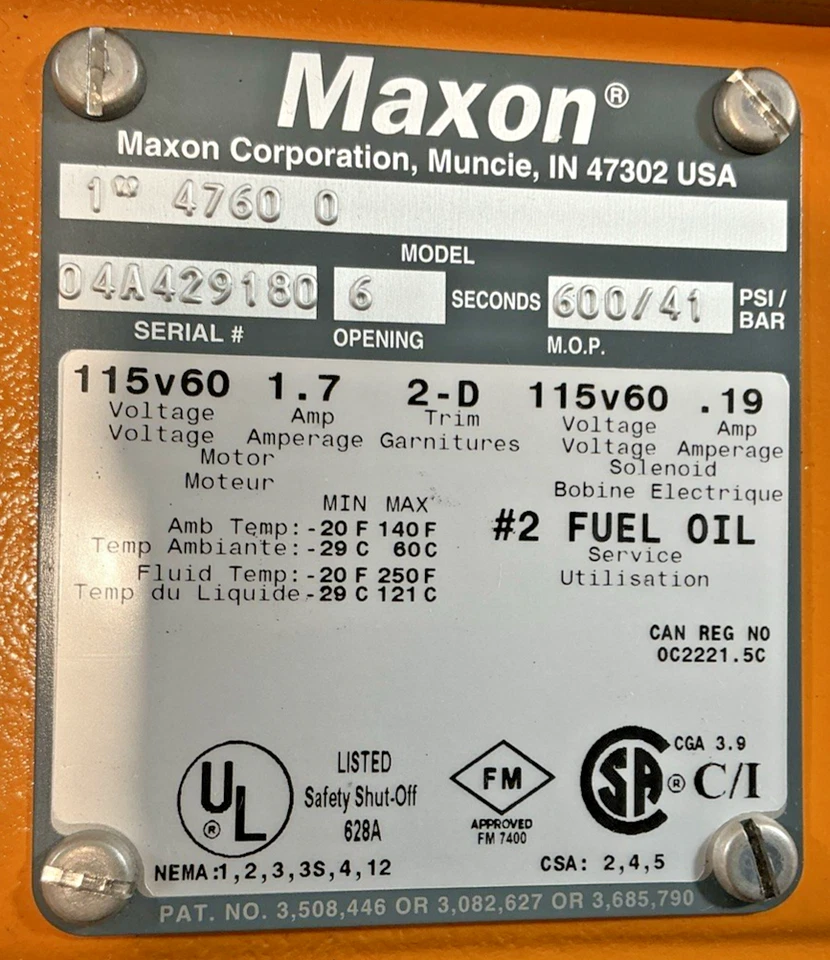 Maxon®
Maxon Corporation, Muncie, IN 47302 USA
1" 4760 O
MODEL
04A429180 6 SECONDS 600/41 PSI / BAR
SERIAL # OPENING M.O.P.
115v60 1.7 2-D 115v60 .19
Voltage Amp Trim Voltage Amp
Voltage Amperage Garnitures Voltage Amperage
Motor Solenoid
Moteur Bobine Electrique
MIN MAX
Amb Temp: -20 F 140 F #2 FUEL OIL
Temp Ambiante: -29 C 60 C Service
Fluid Temp: -20 F 250 F Utilisation
Temp du Liquide -29 C 121 C
CAN REG NO
0C2221.5C
UL ®
LISTED
Safety Shut-Off
628A
FM
APPROVED
FM 7400
CSA ® CGA 3.9
C/I
NEMA:1,2,3,3S,4,12 CSA: 2,4,5
PAT. NO. 3,508,446 OR 3,082,627 OR 3,685,790